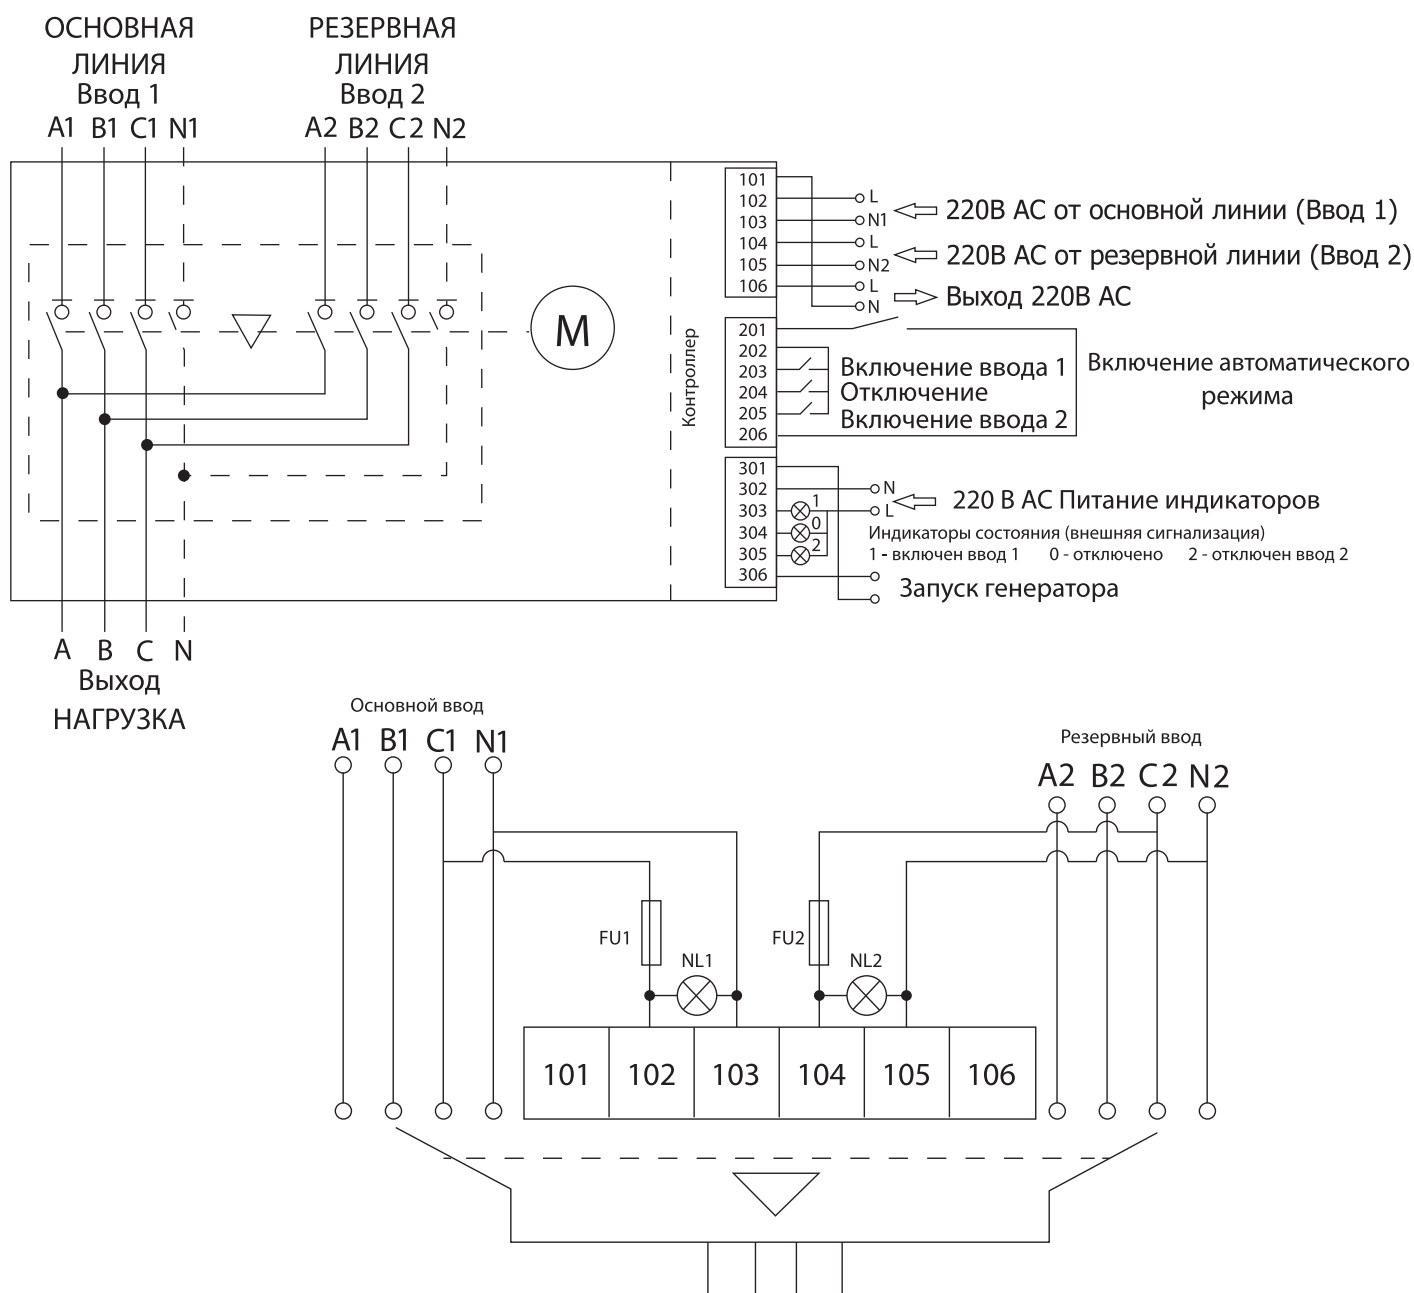 ОСНОВНАЯ
ЛИНИЯ
Ввод 1
A1 B1 C1 N1
РЕЗЕРВНАЯ
ЛИНИЯ
Ввод 2
A2 B2 C2 N2
М
Контроллер
101
102
103
104
105
106
L
N1
220В АС от основной линии (Ввод 1)
L
N2
220В АС от резервной линии (Ввод 2)
L
N
Выход 220В АС
201
202
203
204
205
206
Включение ввода 1
Отключение
Включение ввода 2
Включение автоматического
режима
301
302
303
304
305
306
1
0
2
N
L
220 В АС Питание индикаторов
Индикаторы состояния (внешняя сигнализация)
1 - включен ввод 1 0 - отключено 2 - отключен ввод 2
Запуск генератора
A B C N
Выход
НАГРУЗКА
Основной ввод
A1 B1 C1 N1
Резервный ввод
A2 B2 C2 N2
FU1
NL1
FU2
NL2
101 102 103 104 105 106